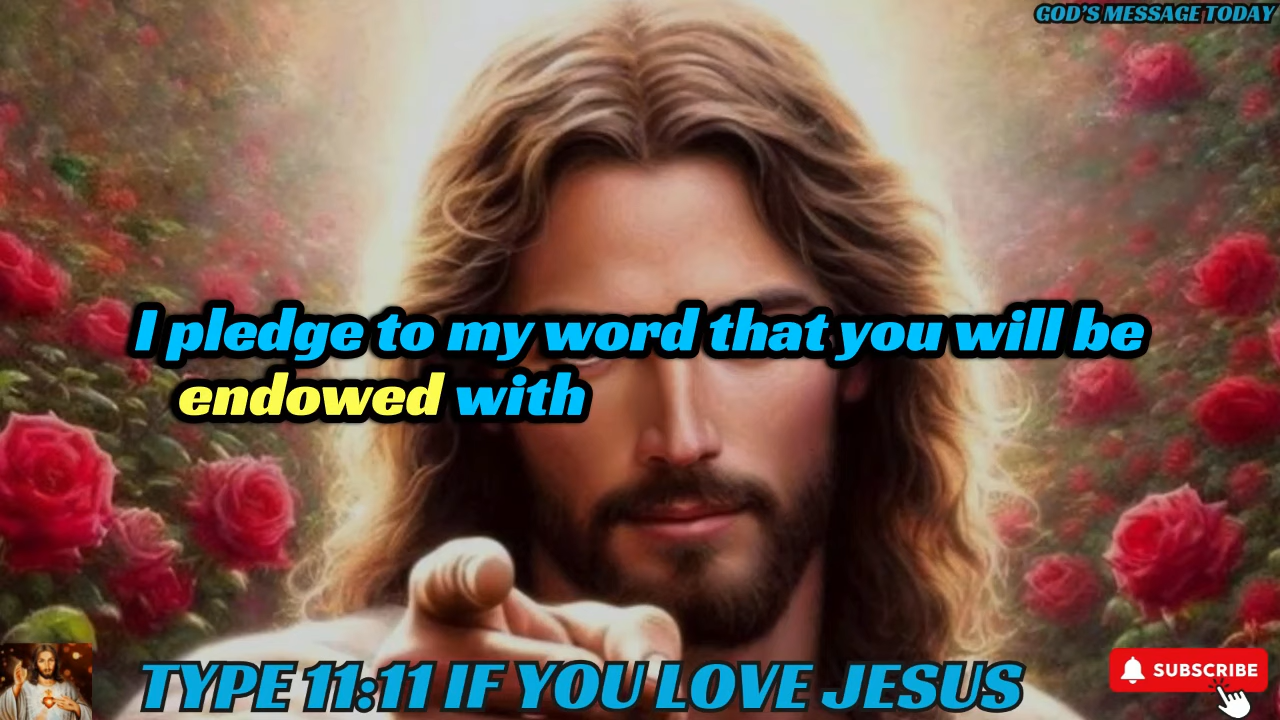 GOD'S MESSAGE TODAY
I pledge to my word that you will be
endowed with
TYPE 11:11 IF YOU LOVE JESUS
SUBSCRIBE